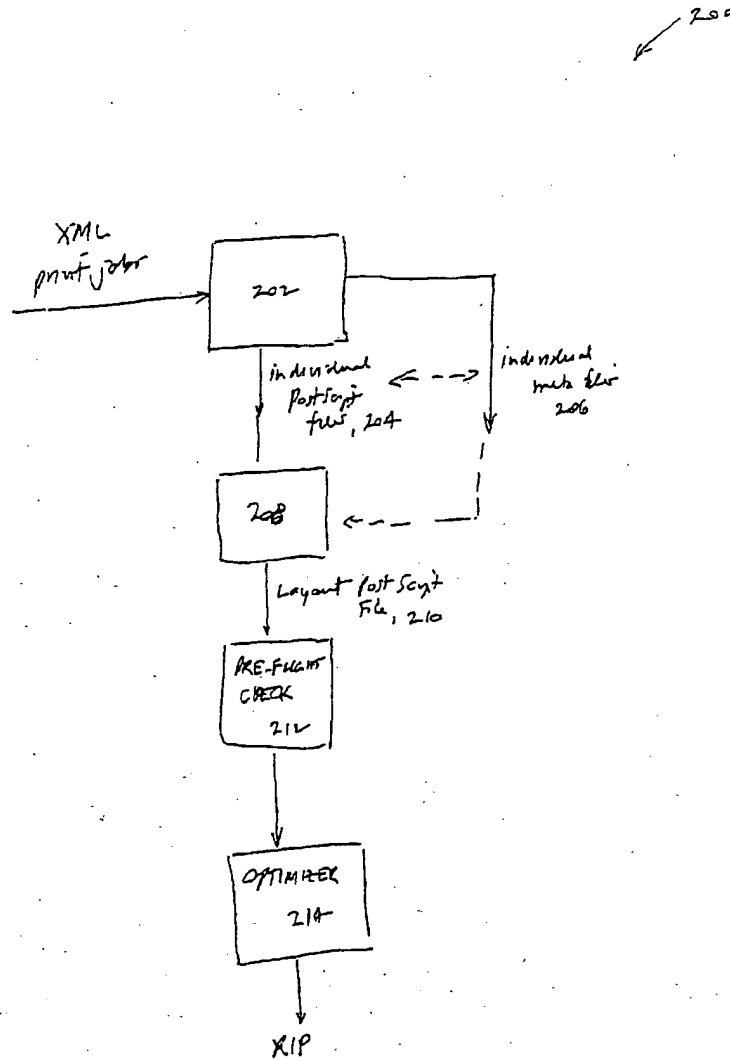 200
XML
print jobs
202
individual
PostScript
files, 204
individual
meta files
206
208
Layout PostScript
File, 210
PRE-FLIGHT
CHECK
212
OPTIMIZER
214
RIP